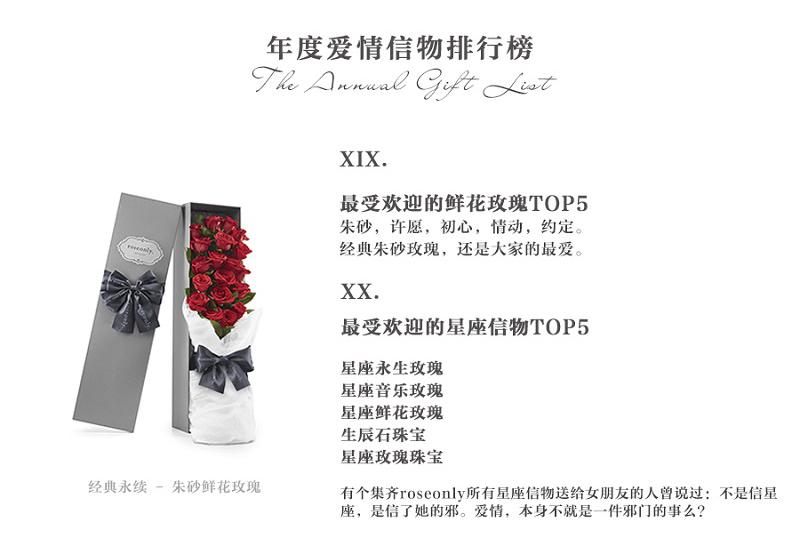 年度爱情信物排行榜
The Annual Gift List
XIX.
最受欢迎的鲜花玫瑰TOP5
朱砂，许愿，初心，情动，约定。
经典朱砂玫瑰，还是大家的最爱。
roseonly.
XX.
最受欢迎的星座信物TOP5
星座永生玫瑰
星座音乐玫瑰
星座鲜花玫瑰
生辰石珠宝
星座玫瑰珠宝
经典永续 - 朱砂鲜花玫瑰
有个集齐roseonly所有星座信物送给女朋友的人曾说过：不是信星
座，是信了她的邪。爱情，本身不就是一件邪门的事么？